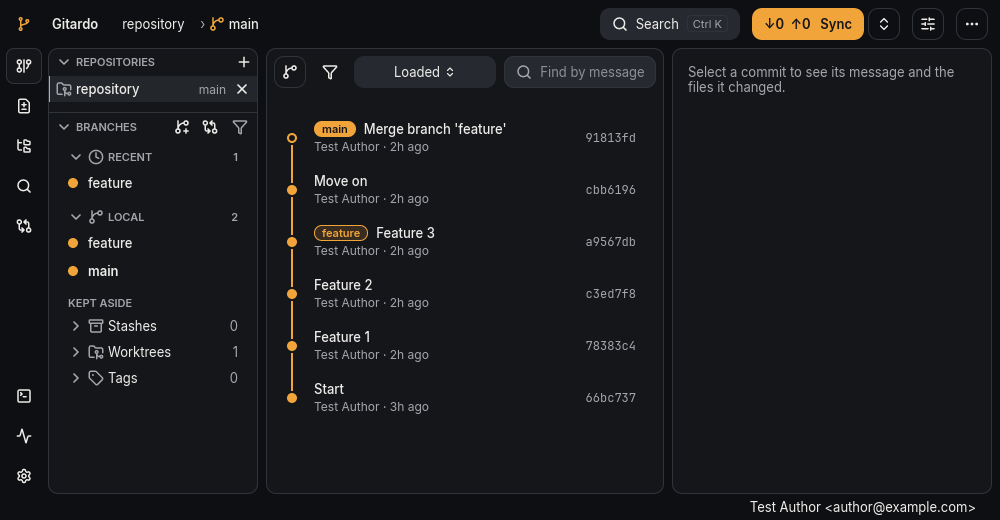 Gitardo repository main Search Ctrl K ↓0 ↑0 Sync
REPOSITORIES
repository main
BRANCHES
RECENT 1
feature
LOCAL 2
feature
main
KEPT ASIDE
Stashes 0
Worktrees 1
Tags 0
Loaded Find by message
main Merge branch 'feature' 91813fd
Test Author · 2h ago
Move on cbb6196
Test Author · 2h ago
feature Feature 3 a9567db
Test Author · 2h ago
Feature 2 c3ed7f8
Test Author · 2h ago
Feature 1 78383c4
Test Author · 2h ago
Start 66bc737
Test Author · 3h ago
Select a commit to see its message and the
files it changed.
Test Author <author@example.com>